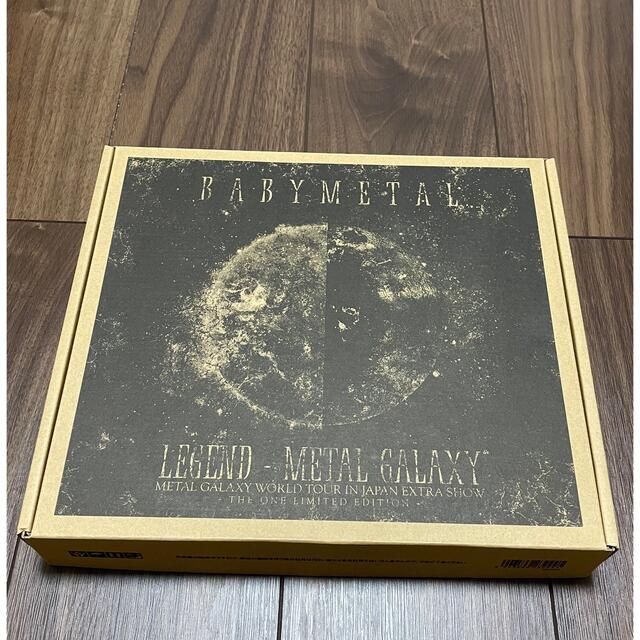 BABYMETAL
LEGEND - METAL GALAXY
METAL GALAXY WORLD TOUR IN JAPAN EXTRA SHOW
- THE ONE LIMITED EDITION -